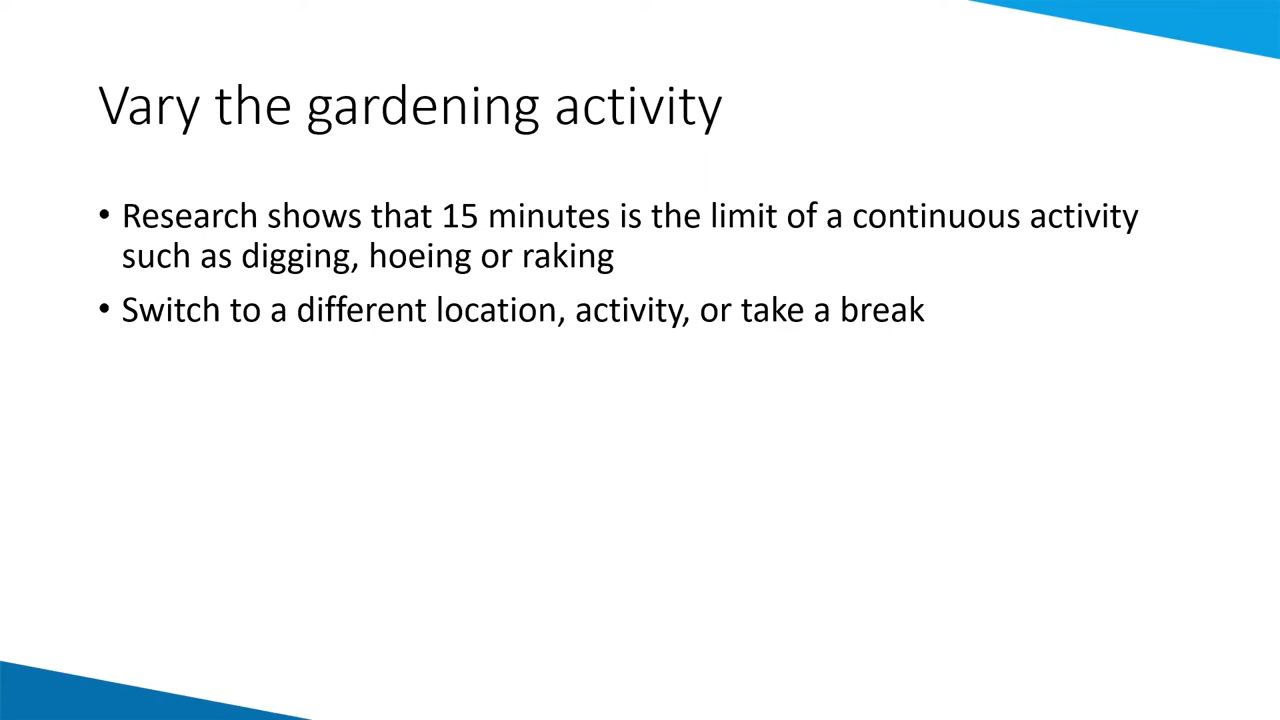 Vary the gardening activity
• Research shows that 15 minutes is the limit of a continuous activity
such as digging, hoeing or raking
• Switch to a different location, activity, or take a break